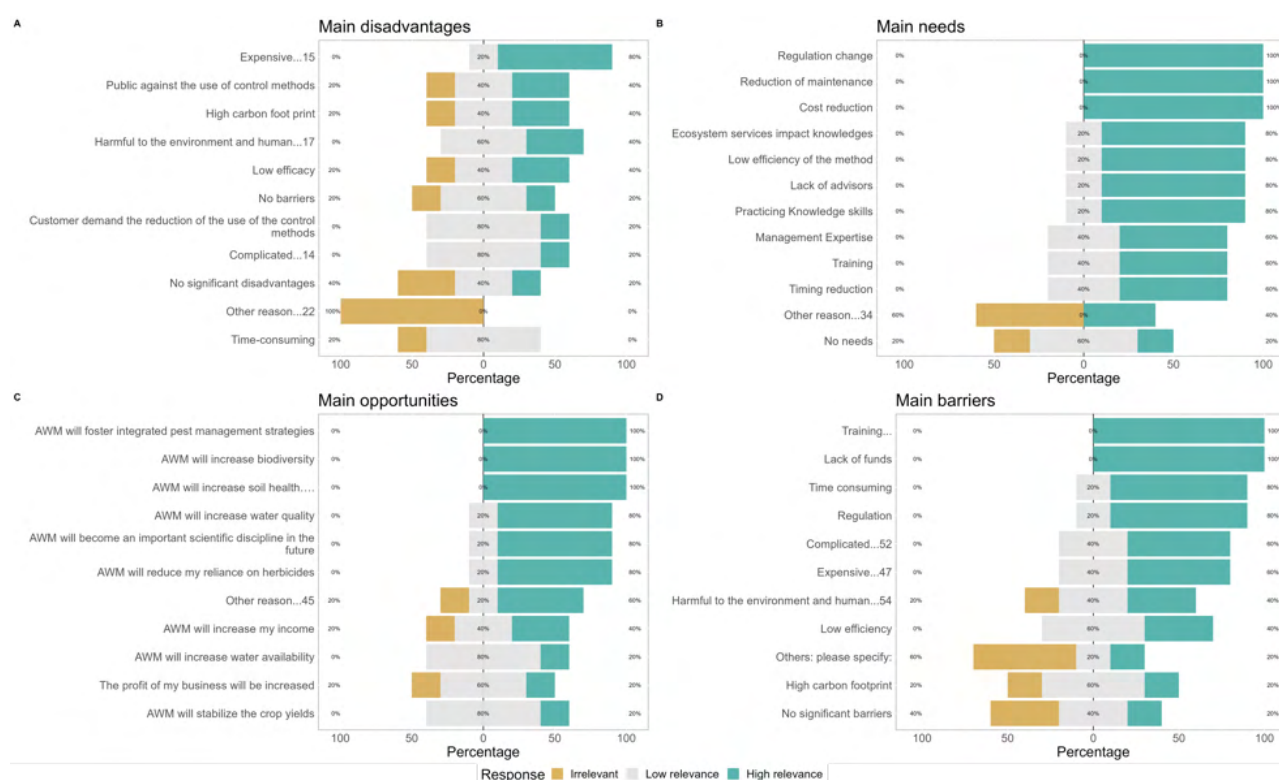 A
Main disadvantages
Expensive...15
0%
20%
80%
Public against the use of control methods
20%
40%
40%
High carbon foot print
20%
40%
40%
Harmful to the environment and human...17
0%
60%
40%
Low efficacy
20%
40%
40%
No barriers
20%
60%
20%
Customer demand the reduction of the use of the control
methods
0%
80%
20%
Complicated...14
0%
80%
20%
No significant disadvantages
40%
40%
20%
Other reason...22
100%
0%
0%
Time-consuming
20%
80%
0%
100
50
0
50
100
Percentage
B
Main needs
Regulation change
0%
0%
100%
Reduction of maintenance
0%
0%
100%
Cost reduction
0%
0%
100%
Ecosystem services impact knowledges
0%
20%
80%
Low efficiency of the method
0%
20%
80%
Lack of advisors
0%
20%
80%
Practicing Knowledge skills
0%
20%
80%
Management Expertise
0%
40%
60%
Training
0%
40%
60%
Timing reduction
0%
40%
60%
Other reason...34
60%
0%
40%
No needs
20%
60%
20%
100
50
0
50
100
Percentage
C
Main opportunities
AWM will foster integrated pest management strategies
0%
0%
100%
AWM will increase biodiversity
0%
0%
100%
AWM will increase soil health....
0%
0%
100%
AWM will increase water quality
0%
20%
80%
AWM will become an important scientific discipline in the
future
0%
20%
80%
AWM will reduce my reliance on herbicides
0%
20%
80%
Other reason...45
20%
20%
60%
AWM will increase my income
20%
40%
40%
AWM will increase water availability
0%
80%
20%
The profit of my business will be increased
20%
60%
20%
AWM will stabilize the crop yields
0%
80%
20%
100
50
0
50
100
Percentage
D
Main barriers
Training...
0%
0%
100%
Lack of funds
0%
0%
100%
Time consuming
0%
20%
80%
Regulation
0%
20%
80%
Complicated...52
0%
40%
60%
Expensive...47
0%
40%
60%
Harmful to the environment and human...54
20%
40%
40%
Low efficiency
0%
60%
40%
Others: please specify:
60%
20%
20%
High carbon footprint
20%
60%
20%
No significant barriers
40%
40%
20%
100
50
0
50
100
Percentage
Response Irrelevant Low relevance High relevance